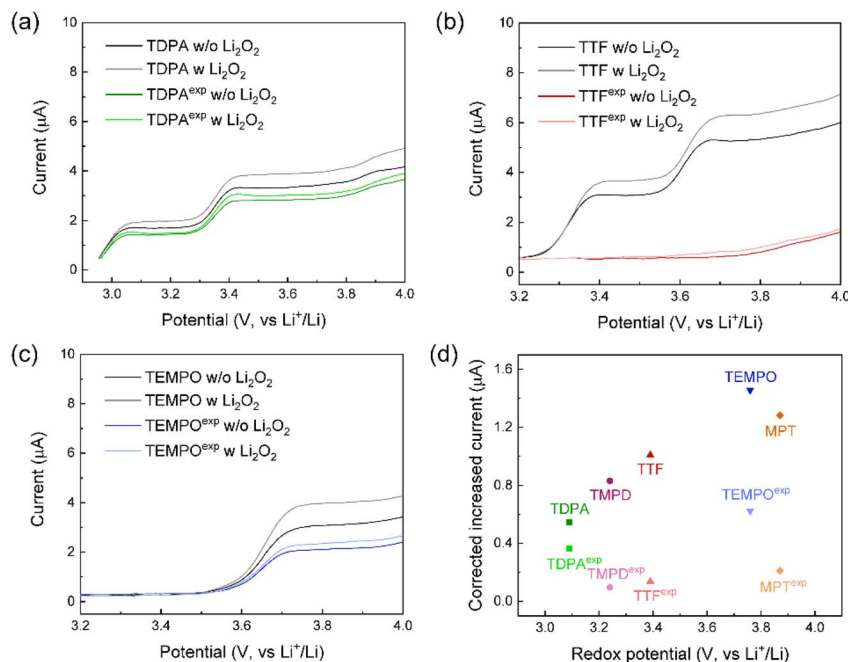 (a)
10
8
6
4
2
0
Current (μA)
TDPA w/o Li₂O₂
TDPA w Li₂O₂
TDPAᵉˣᵖ w/o Li₂O₂
TDPAᵉˣᵖ w Li₂O₂
3.0 3.2 3.4 3.6 3.8 4.0
Potential (V, vs Li⁺/Li)
(b)
10
8
6
4
2
0
Current (μA)
TTF w/o Li₂O₂
TTF w Li₂O₂
TTFᵉˣᵖ w/o Li₂O₂
TTFᵉˣᵖ w Li₂O₂
3.2 3.4 3.6 3.8 4.0
Potential (V, vs Li⁺/Li)
(c)
10
8
6
4
2
0
Current (μA)
TEMPO w/o Li₂O₂
TEMPO w Li₂O₂
TEMPOᵉˣᵖ w/o Li₂O₂
TEMPOᵉˣᵖ w Li₂O₂
3.2 3.4 3.6 3.8 4.0
Potential (V, vs Li⁺/Li)
(d)
1.6
1.2
0.8
0.4
0.0
Corrected increased current (μA)
TEMPO
MPT
TTF
TMPD
TEMPOᵉˣᵖ
TDPA
TDPAᵉˣᵖ
TMPDᵉˣᵖ
TTFᵉˣᵖ
MPTᵉˣᵖ
3.0 3.2 3.4 3.6 3.8 4.0
Redox potential (V, vs Li⁺/Li)